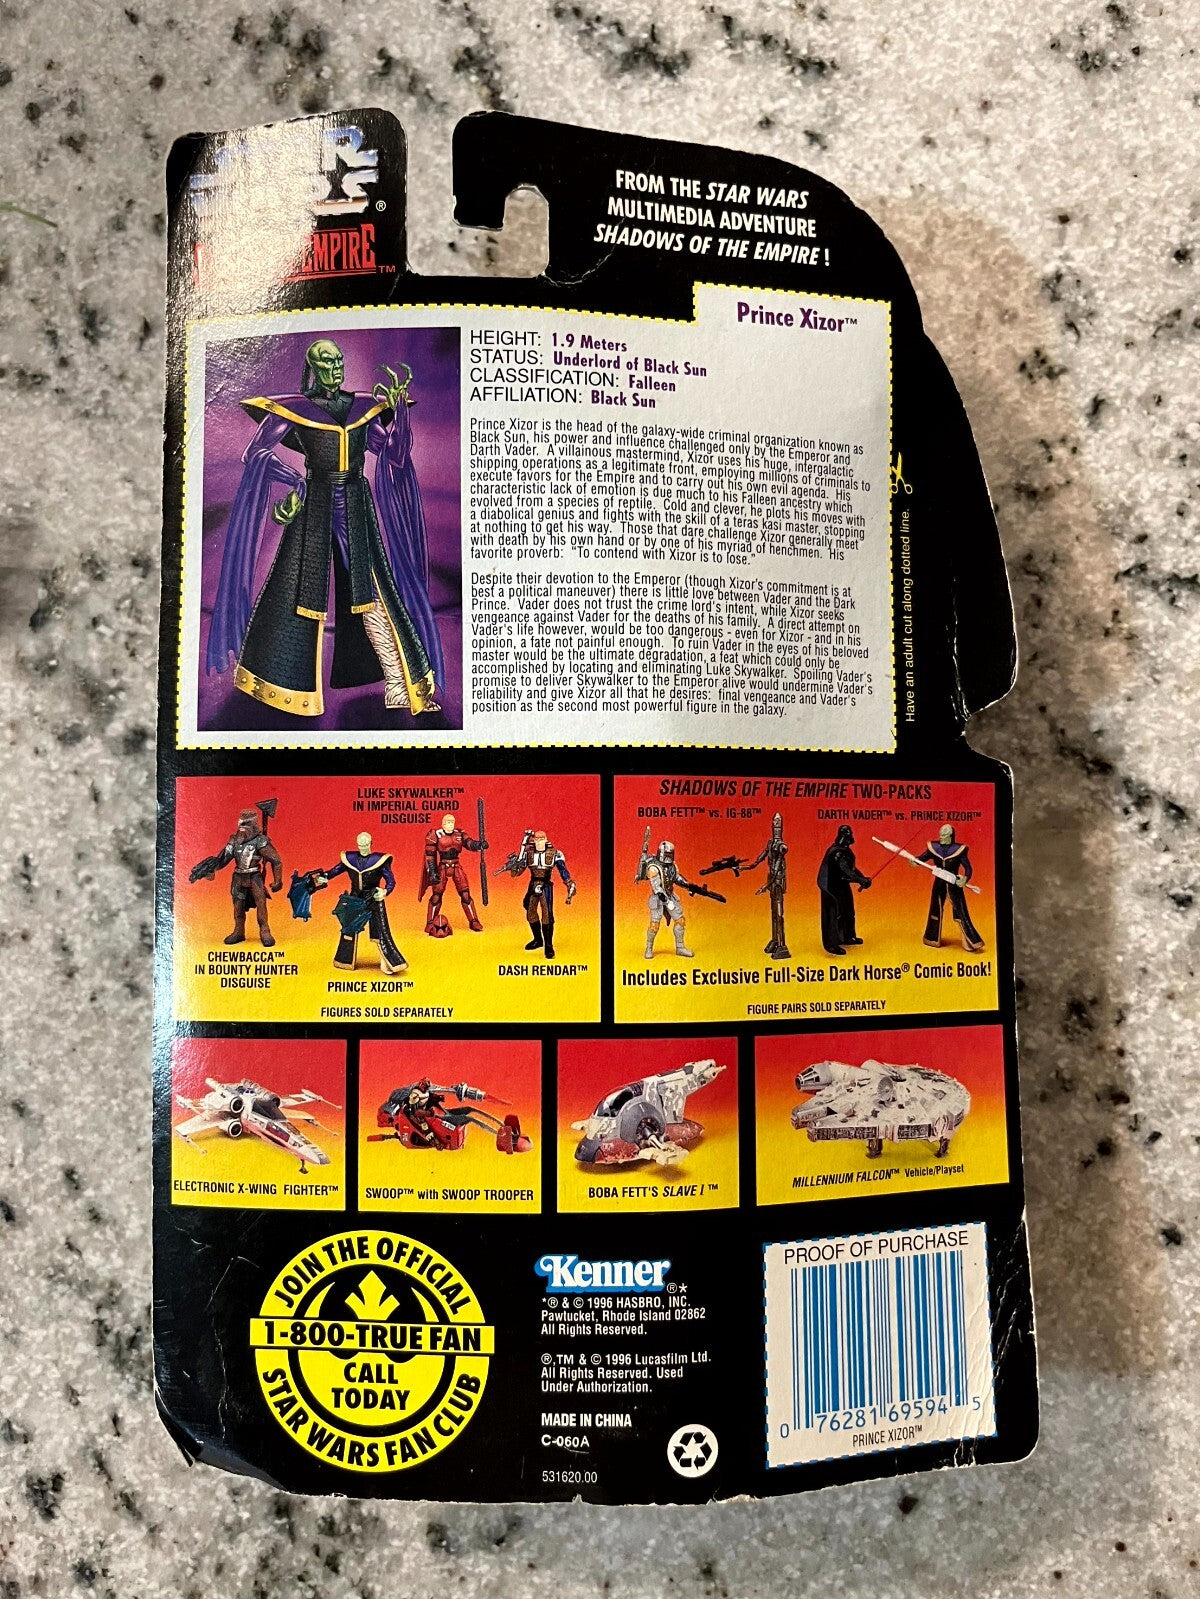 STAR
WARS®
EMPIRE™
FROM THE STAR WARS
MULTIMEDIA ADVENTURE
SHADOWS OF THE EMPIRE !
Prince Xizor™
HEIGHT: 1.9 Meters
STATUS: Underlord of Black Sun
CLASSIFICATION: Falleen
AFFILIATION: Black Sun
Prince Xizor is the head of the galaxy-wide criminal organization known as
Black Sun, his power and influence challenged only by the Emperor and
Darth Vader. A villainous mastermind, Xizor uses his huge, intergalactic
shipping operations as a legitimate front, employing millions of criminals to
execute favors for the Empire and to carry out his own evil agenda. His
characteristic lack of emotion is due much to his Falleen ancestry which
evolved from a species of reptile. Cold and clever, he plots his moves with
a diabolical genius and fights with the skill of a teras kasi master, stopping
at nothing to get his way. Those that dare challenge Xizor generally meet
with death by his own hand or by one of his myriad of henchmen. His
favorite proverb: "To contend with Xizor is to lose."
Despite their devotion to the Emperor (though Xizor's commitment is at
best a political maneuver) there is little love between Vader and the Dark
Prince. Vader does not trust the crime lord's intent, while Xizor seeks
vengeance against Vader for the deaths of his family. A direct attempt on
Vader's life however, would be too dangerous - even for Xizor - and in his
opinion, a fate not painful enough. To ruin Vader in the eyes of his beloved
master would be the ultimate degradation, a feat which could only be
accomplished by locating and eliminating Luke Skywalker. Spoiling Vader's
promise to deliver Skywalker to the Emperor alive would undermine Vader's
reliability and give Xizor all that he desires: final vengeance and Vader's
position as the second most powerful figure in the galaxy.
Have an adult cut along dotted line.
LUKE SKYWALKER™
IN IMPERIAL GUARD
DISGUISE
CHEWBACCA™
IN BOUNTY HUNTER
DISGUISE
PRINCE XIZOR™
DASH RENDAR™
FIGURES SOLD SEPARATELY
SHADOWS OF THE EMPIRE TWO-PACKS
BOBA FETT™ vs. IG-88™
DARTH VADER™ vs. PRINCE XIZOR™
Includes Exclusive Full-Size Dark Horse® Comic Book!
FIGURE PAIRS SOLD SEPARATELY
ELECTRONIC X-WING FIGHTER™
SWOOP™ with SWOOP TROOPER
BOBA FETT'S SLAVE I ™
MILLENNIUM FALCON™ Vehicle/Playset
JOIN THE OFFICIAL
1-800-TRUE FAN
CALL
TODAY
STAR WARS FAN CLUB
Kenner®*
*® & © 1996 HASBRO, INC.
Pawtucket, Rhode Island 02862
All Rights Reserved.
®,TM & © 1996 Lucasfilm Ltd.
All Rights Reserved. Used
Under Authorization.
MADE IN CHINA
C-060A
531620.00
PROOF OF PURCHASE
0 76281 69594 5
PRINCE XIZOR™